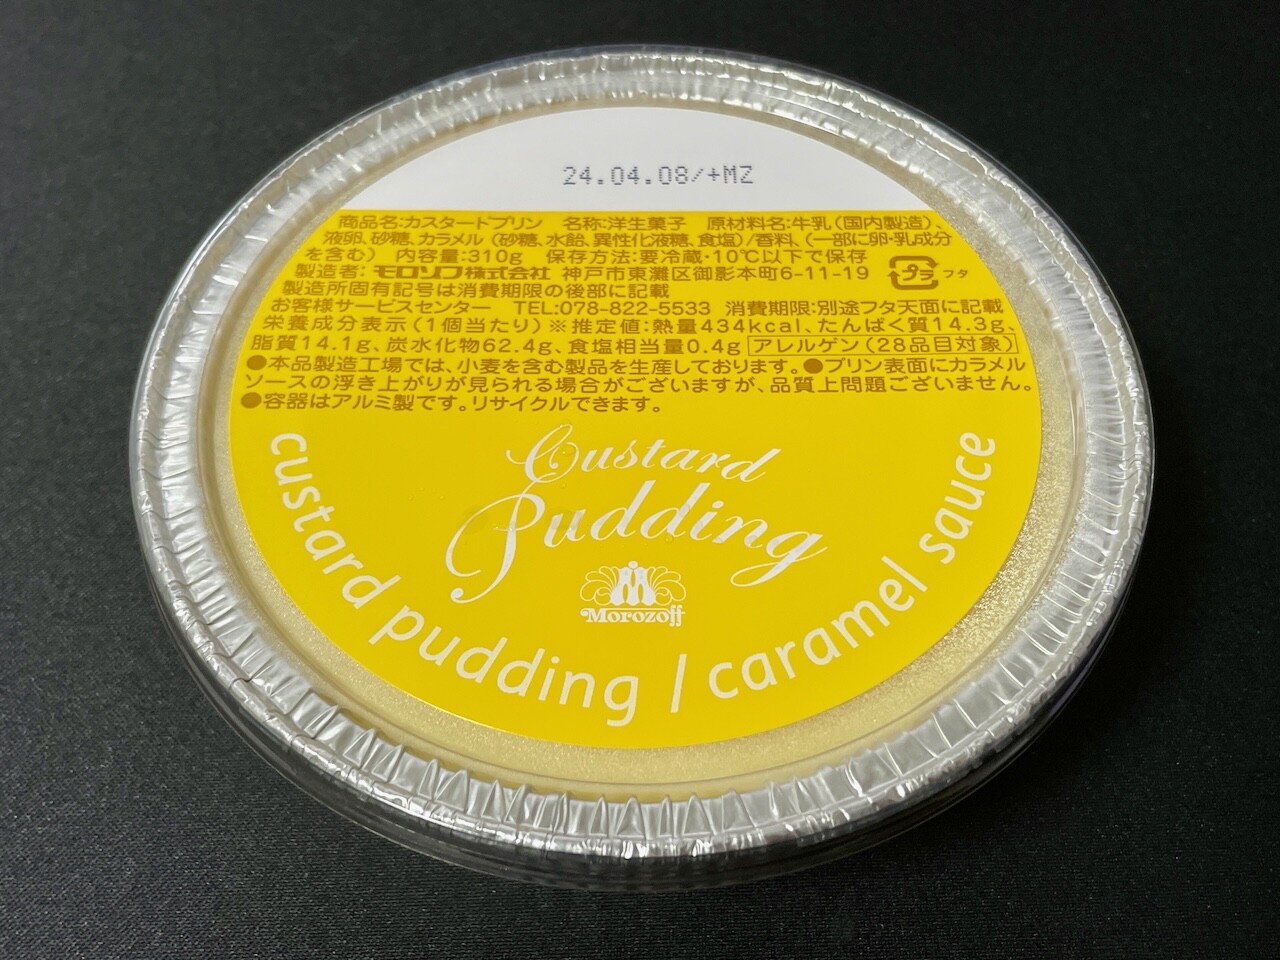 24.04.08/+MZ
商品名:カスタードプリン 名称:洋生菓子 原材料名:牛乳(国内製造)、
液卵、砂糖、カラメル(砂糖、水飴、異性化液糖、食塩)/香料、(一部に卵・乳成分
を含む) 内容量:310g 保存方法:要冷蔵・10℃以下で保存
製造者:モロゾフ株式会社 神戸市東灘区御影本町6-11-19 プラ フタ
製造所固有記号は消費期限の後部に記載
お客様サービスセンター TEL:078-822-5533 消費期限:別途フタ天面に記載
栄養成分表示(1個当たり)※推定値:熱量434kcal、たんぱく質14.3g、
脂質14.1g、炭水化物62.4g、食塩相当量0.4g アレルゲン(28品目対象)
●本品製造工場では、小麦を含む製品を生産しております。●プリン表面にカラメル
ソースの浮き上がりが見られる場合がございますが、品質上問題ございません。
●容器はアルミ製です。リサイクルできます。
Custard
Pudding
Morozoff
custard pudding / caramel sauce